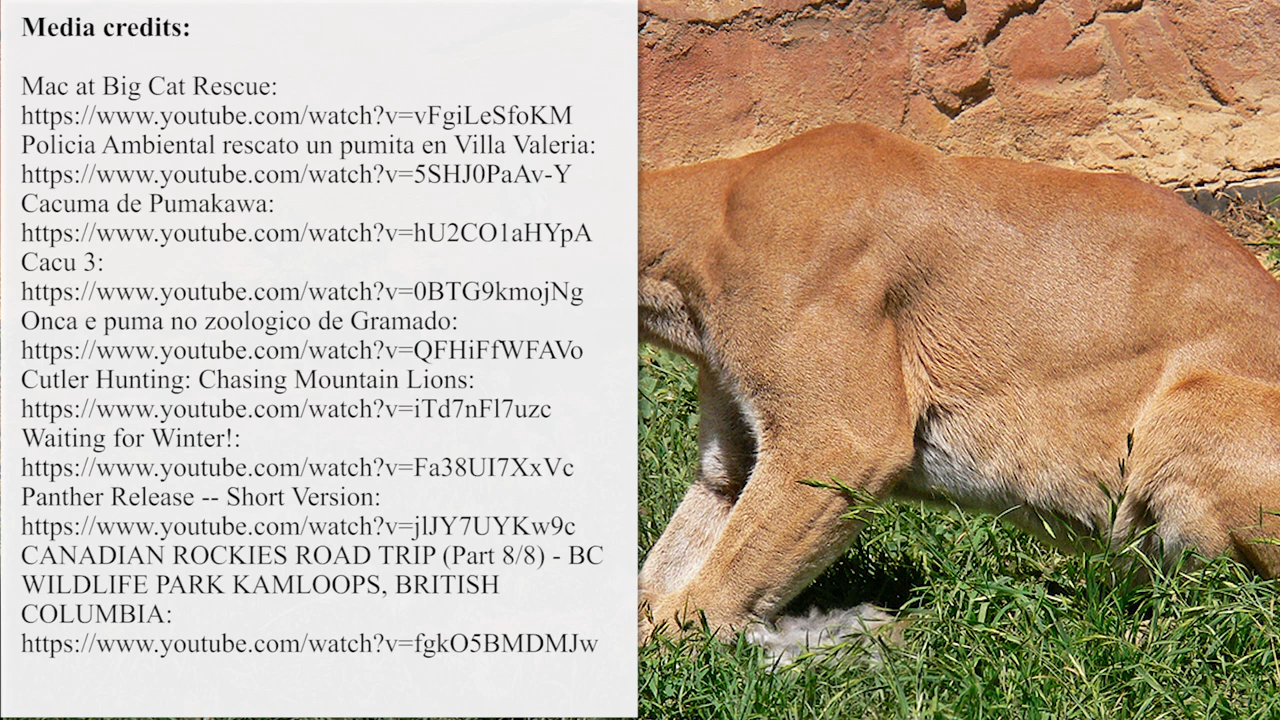 Media credits:
Mac at Big Cat Rescue:
https://www.youtube.com/watch?v=vFgiLeSfoKM
Policia Ambiental rescato un pumita en Villa Valeria:
https://www.youtube.com/watch?v=5SHJ0PaAv-Y
Cacuma de Pumakawa:
https://www.youtube.com/watch?v=hU2CO1aHYpA
Cacu 3:
https://www.youtube.com/watch?v=0BTG9kmojNg
Onca e puma no zoologico de Gramado:
https://www.youtube.com/watch?v=QFHiFfWFAVo
Cutler Hunting: Chasing Mountain Lions:
https://www.youtube.com/watch?v=iTd7nFl7uzc
Waiting for Winter!:
https://www.youtube.com/watch?v=Fa38UI7XxVc
Panther Release -- Short Version:
https://www.youtube.com/watch?v=jlJY7UYKw9c
CANADIAN ROCKIES ROAD TRIP (Part 8/8) - BC
WILDLIFE PARK KAMLOOPS, BRITISH
COLUMBIA:
https://www.youtube.com/watch?v=fgkO5BMDMJw